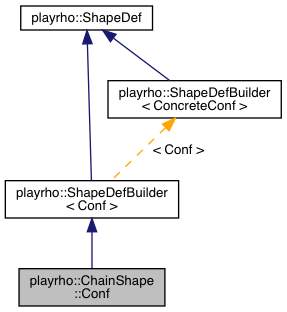 playrho::ShapeDef
playrho::ShapeDefBuilder
< ConcreteConf >
< Conf >
playrho::ShapeDefBuilder
< Conf >
playrho::ChainShape
::Conf